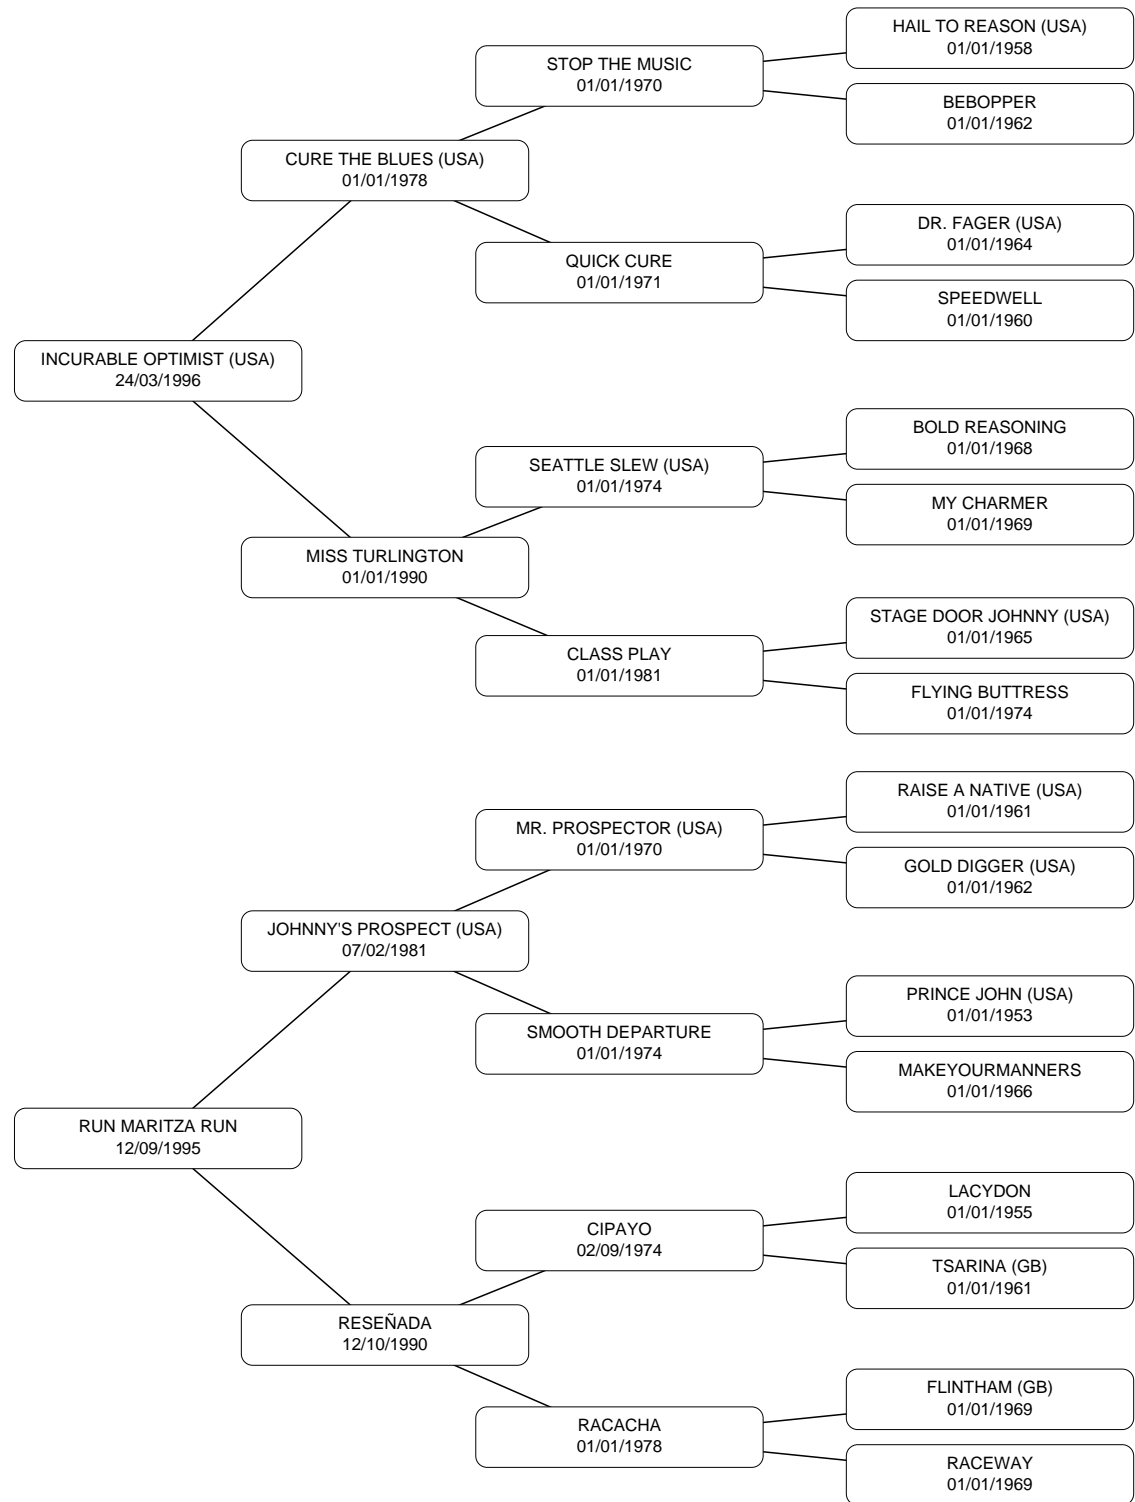 HAIL TO REASON (USA)
01/01/1958
STOP THE MUSIC
01/01/1970
BEBOPPER
01/01/1962
CURE THE BLUES (USA)
01/01/1978
DR. FAGER (USA)
01/01/1964
QUICK CURE
01/01/1971
SPEEDWELL
01/01/1960
INCURABLE OPTIMIST (USA)
24/03/1996
BOLD REASONING
01/01/1968
SEATTLE SLEW (USA)
01/01/1974
MY CHARMER
01/01/1969
MISS TURLINGTON
01/01/1990
STAGE DOOR JOHNNY (USA)
01/01/1965
CLASS PLAY
01/01/1981
FLYING BUTTRESS
01/01/1974
RAISE A NATIVE (USA)
01/01/1961
MR. PROSPECTOR (USA)
01/01/1970
GOLD DIGGER (USA)
01/01/1962
JOHNNY'S PROSPECT (USA)
07/02/1981
PRINCE JOHN (USA)
01/01/1953
SMOOTH DEPARTURE
01/01/1974
MAKEYOURMANNERS
01/01/1966
RUN MARITZA RUN
12/09/1995
LACYDON
01/01/1955
CIPAYO
02/09/1974
TSARINA (GB)
01/01/1961
RESEÑADA
12/10/1990
FLINTHAM (GB)
01/01/1969
RACACHA
01/01/1978
RACEWAY
01/01/1969